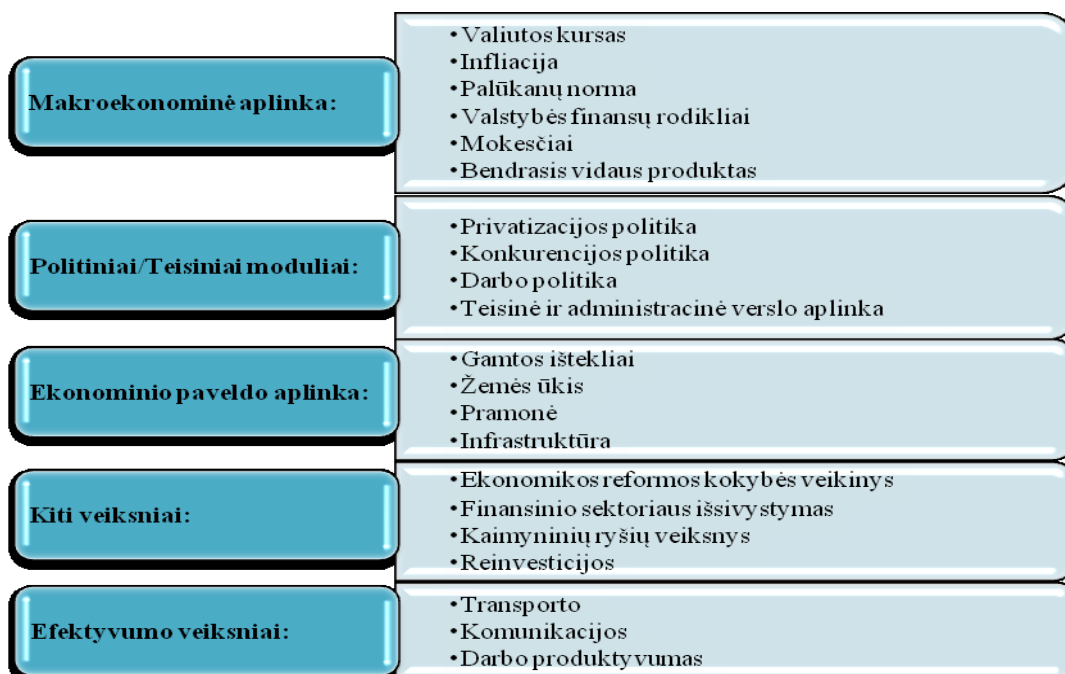 Makroekonominė aplinka:
•Valiutos kursas
•Infliacija
•Palūkanų norma
•Valstybės finansų rodikliai
•Mokesčiai
•Bendrasis vidaus produktas
Politiniai/Teisiniai moduliai:
•Privatizacijos politika
•Konkurencijos politika
•Darbo politika
•Teisinė ir administracinė verslo aplinka
Ekonominio paveldo aplinka:
•Gamtos ištekliai
•Žemės ūkis
•Pramonė
•Infrastruktūra
Kiti veiksniai:
•Ekonomikos reformos kokybės veikinys
•Finansinio sektoriaus išsivystymas
•Kaimyninių ryšių veiksnys
•Reinvesticijos
Efektyvumo veiksniai:
•Transporto
•Komunikacijos
•Darbo produktyvumas